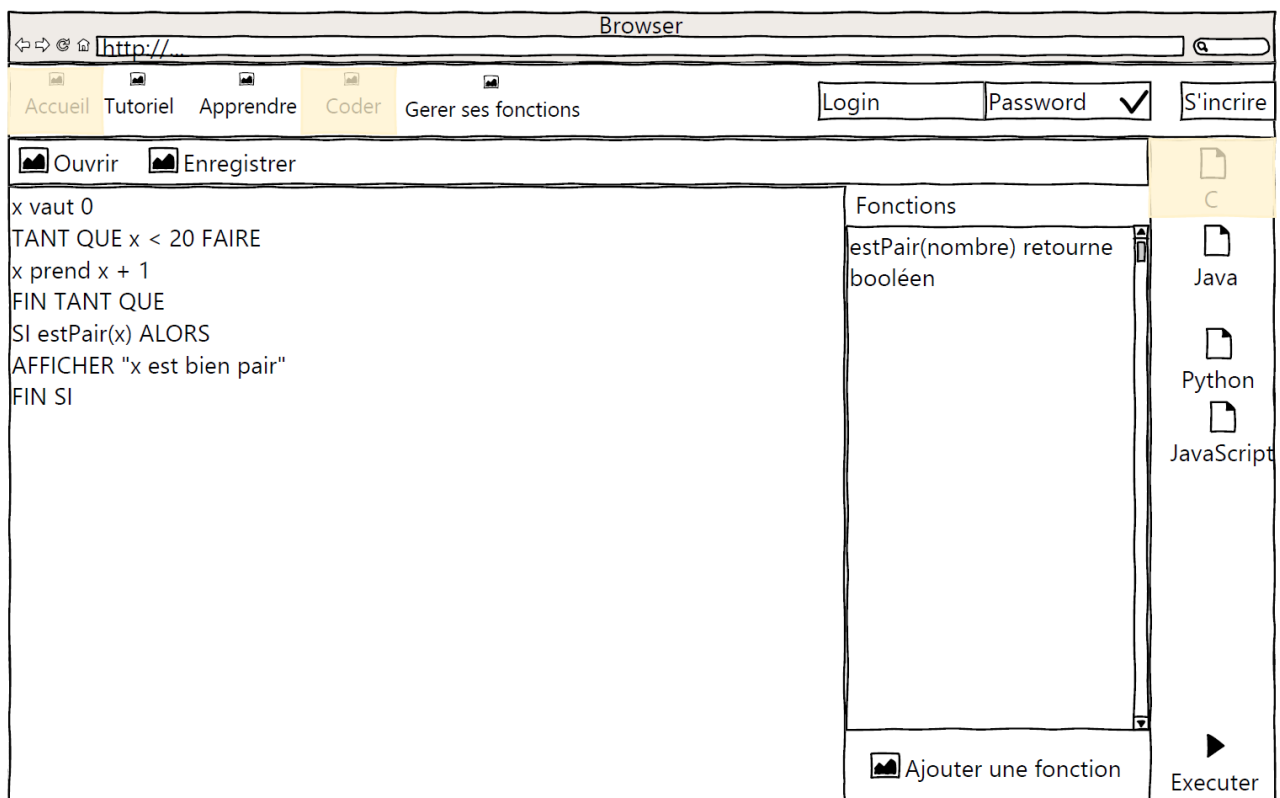 Browser
http://...
Accueil Tutoriel Apprendre Coder Gerer ses fonctions Login Password S'incrire
Ouvrir Enregistrer
C
x vaut 0
TANT QUE x < 20 FAIRE
x prend x + 1
FIN TANT QUE
SI estPair(x) ALORS
AFFICHER "x est bien pair"
FIN SI
Fonctions
estPair(nombre) retourne
booléen
Ajouter une fonction
Java
Python
JavaScript
Executer